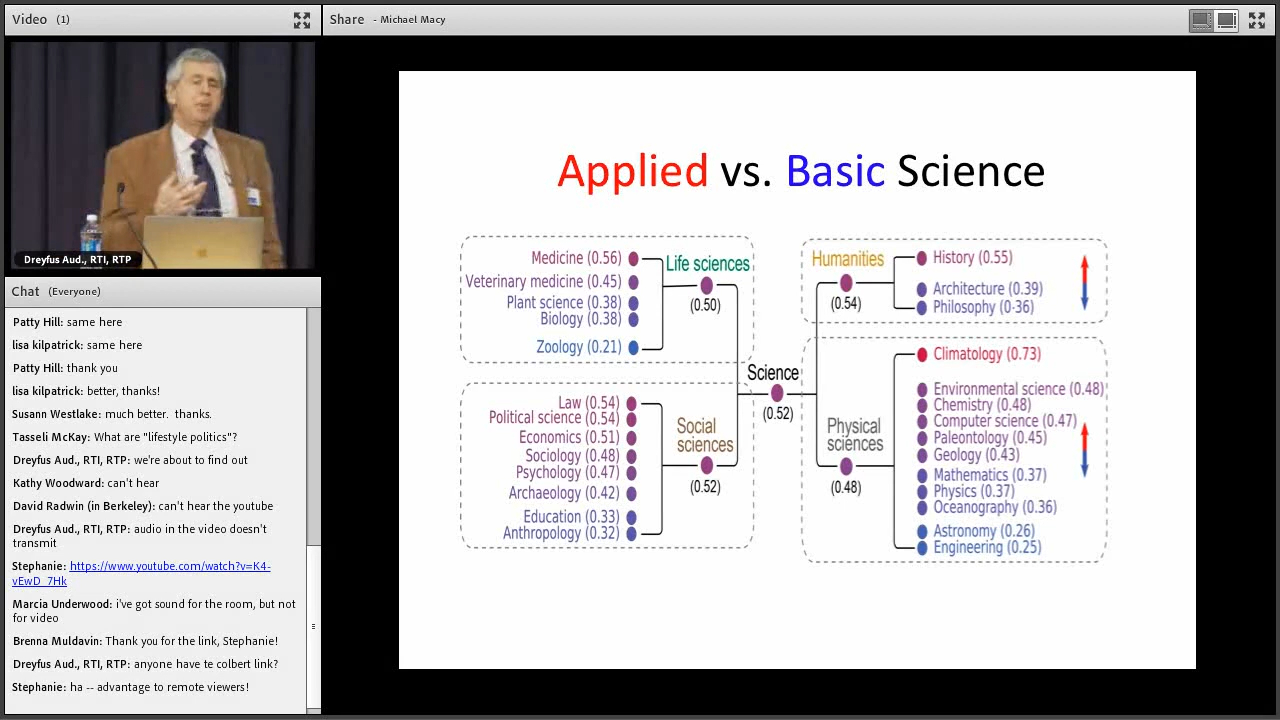 Video (1)
Share - Michael Macy
Dreyfus Aud., RTI, RTP
Chat (Everyone)
Patty Hill: same here
lisa kilpatrick: same here
Patty Hill: thank you
lisa kilpatrick: better, thanks!
Susann Westlake: much better. thanks.
Tasseli McKay: What are "lifestyle politics"?
Dreyfus Aud., RTI, RTP: we're about to find out
Kathy Woodward: can't hear
David Radwin (in Berkeley): can't hear the youtube
Dreyfus Aud., RTI, RTP: audio in the video doesn't
transmit
Stephanie: https://www.youtube.com/watch?v=K4-
vEwD_7Hk
Marcia Underwood: i've got sound for the room, but not
for video
Brenna Muldavin: Thank you for the link, Stephanie!
Dreyfus Aud., RTI, RTP: anyone have te colbert link?
Stephanie: ha -- advantage to remote viewers!
Applied vs. Basic Science
Medicine (0.56)
Veterinary medicine (0.45)
Plant science (0.38)
Biology (0.38)
Zoology (0.21)
Life sciences
(0.50)
Law (0.54)
Political science (0.54)
Economics (0.51)
Sociology (0.48)
Psychology (0.47)
Archaeology (0.42)
Education (0.33)
Anthropology (0.32)
Social
sciences
(0.52)
Science
(0.52)
Humanities
(0.54)
History (0.55)
Architecture (0.39)
Philosophy (0-36)
Physical
sciences
(0.48)
Climatology (0.73)
Environmental science (0.48)
Chemistry (0.48)
Computer science (0.47)
Paleontology (0.45)
Geology (0.43)
Mathematics (0.37)
Physics (0.37)
Oceanography (0.36)
Astronomy (0.26)
Engineering (0.25)